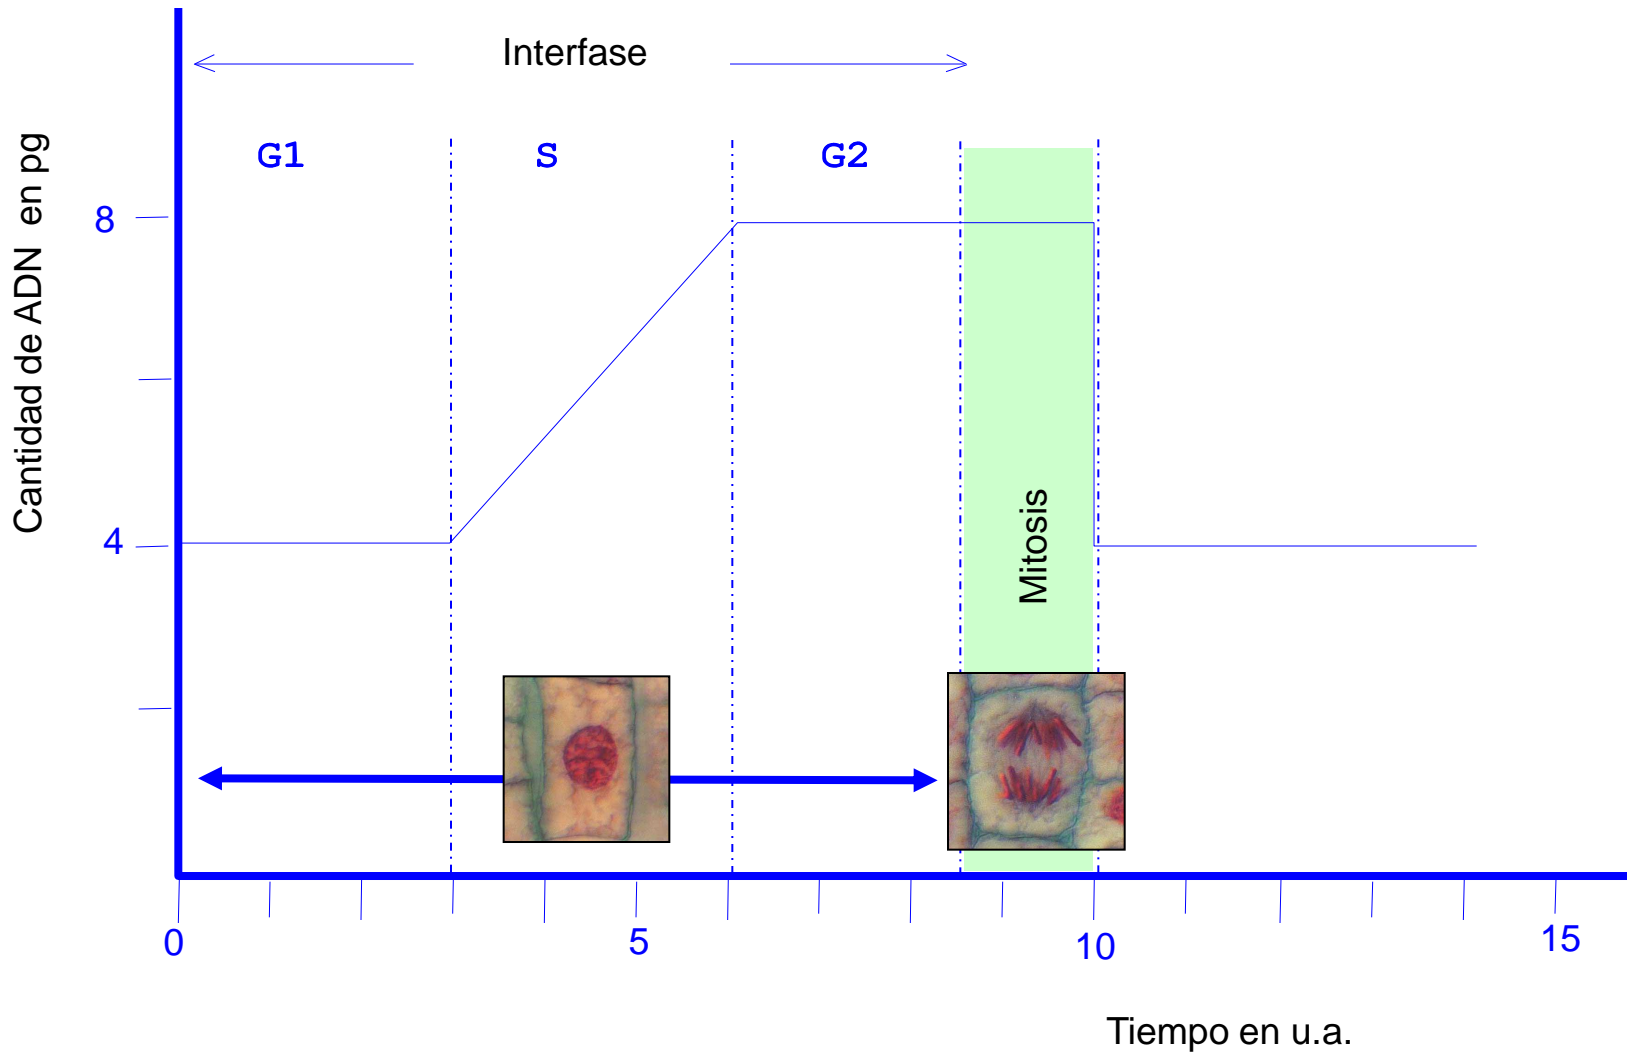 Interfase
G1 S G2
Cantidad de ADN en pg
8
4
Mitosis
0 5 10 15
Tiempo en u.a.